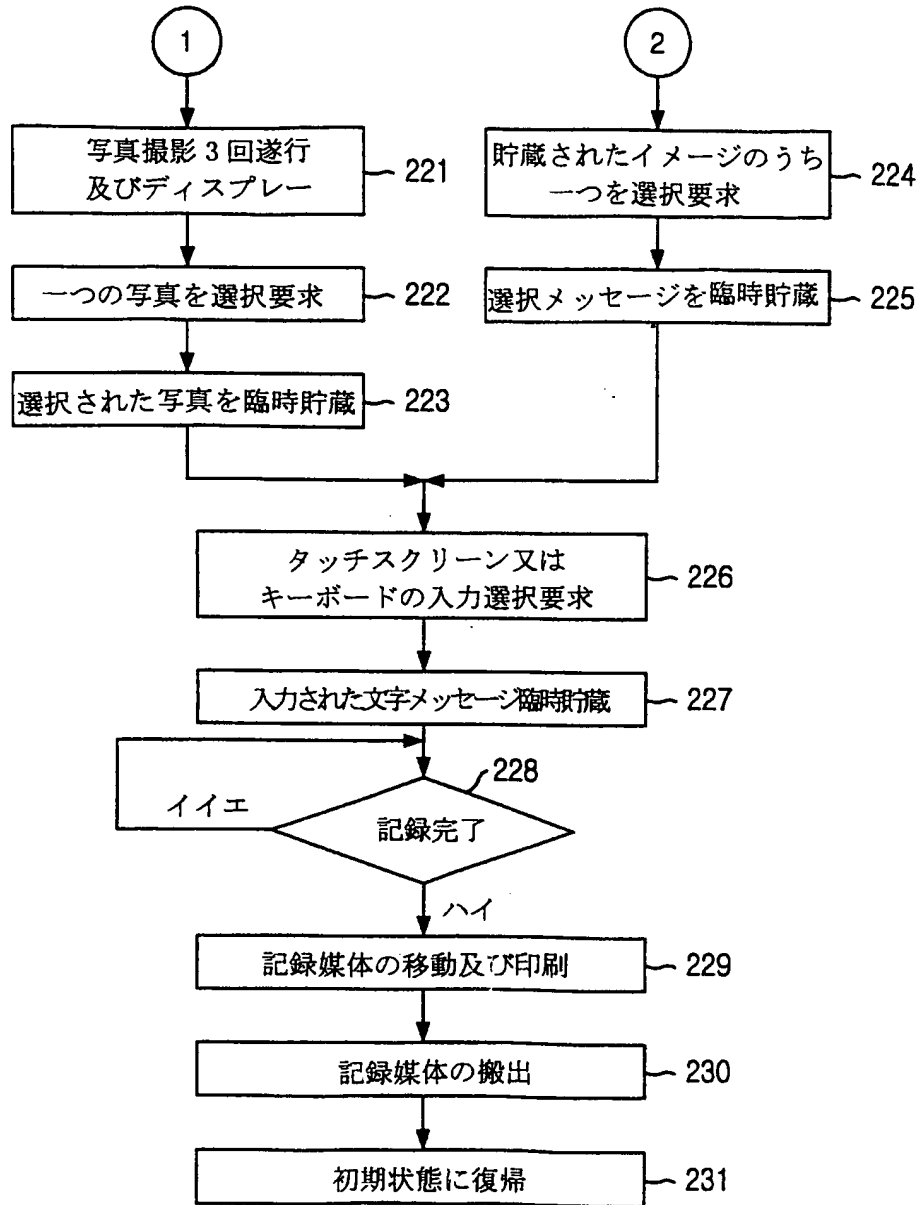 1
写真撮影3回遂行
及びディスプレー
221
一つの写真を選択要求
222
選択された写真を臨時貯蔵
223
2
貯蔵されたイメージのうち
一つを選択要求
224
選択メッセージを臨時貯蔵
225
タッチスクリーン又は
キーボードの入力選択要求
226
入力された文字メッセージ臨時貯蔵
227
228
イイエ
記録完了
ハイ
記録媒体の移動及び印刷
229
記録媒体の搬出
230
初期状態に復帰
231